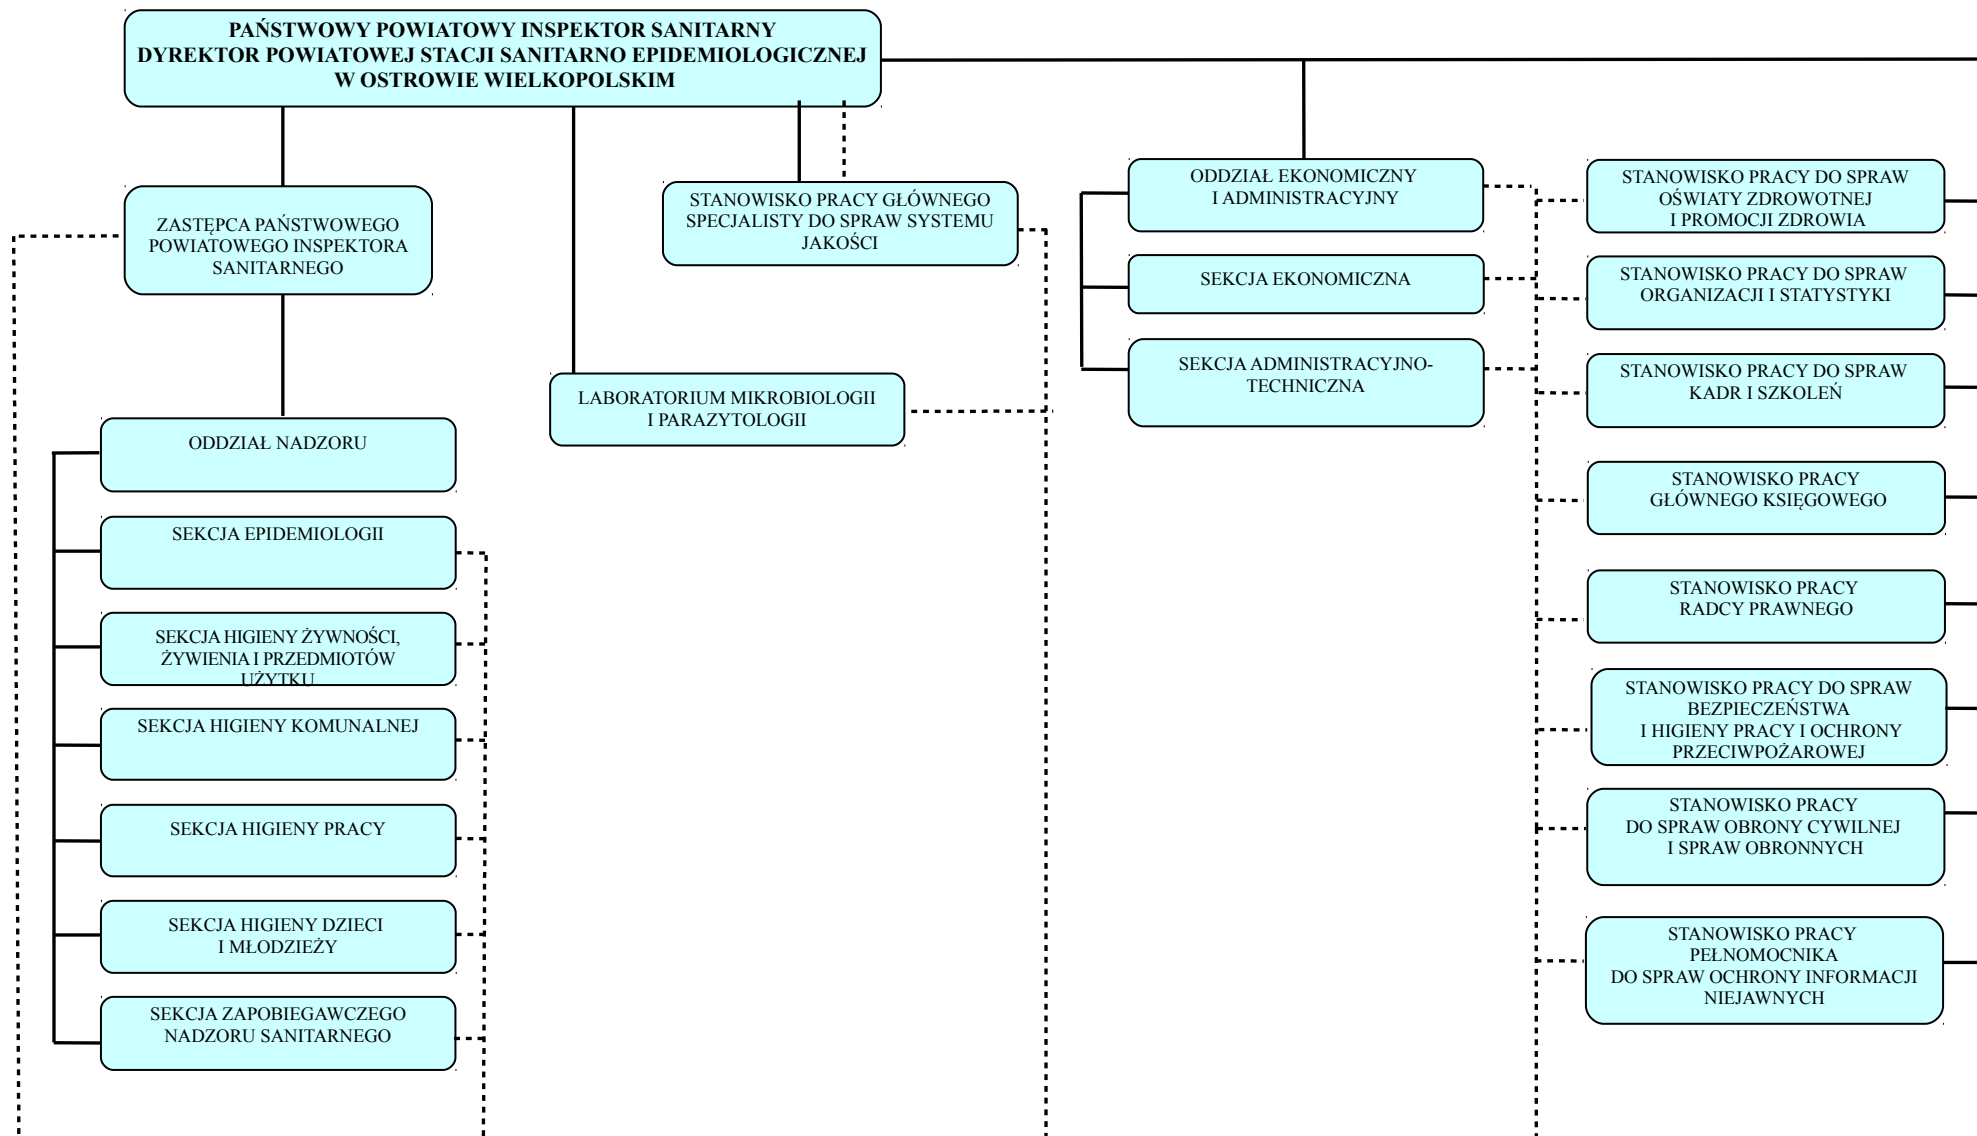 PAŃSTWOWY POWIATOWY INSPEKTOR SANITARNY
DYREKTOR POWIATOWEJ STACJI SANITARNO EPIDEMIOLOGICZNEJ
W OSTROWIE WIELKOPOLSKIM
ZASTĘPCA PAŃSTWOWEGO
POWIATOWEGO INSPEKTORA
SANITARNEGO
STANOWISKO PRACY GŁÓWNEGO
SPECJALISTY DO SPRAW SYSTEMU
JAKOŚCI
LABORATORIUM MIKROBIOLOGII
I PARAZYTOLOGII
ODDZIAŁ NADZORU
SEKCJA EPIDEMIOLOGII
SEKCJA HIGIENY ŻYWNOŚCI,
ŻYWIENIA I PRZEDMIOTÓW
UŻYTKU
SEKCJA HIGIENY KOMUNALNEJ
SEKCJA HIGIENY PRACY
SEKCJA HIGIENY DZIECI
I MŁODZIEŻY
SEKCJA ZAPOBIEGAWCZEGO
NADZORU SANITARNEGO
ODDZIAŁ EKONOMICZNY
I ADMINISTRACYJNY
SEKCJA EKONOMICZNA
SEKCJA ADMINISTRACYJNO-
TECHNICZNA
STANOWISKO PRACY DO SPRAW
OŚWIATY ZDROWOTNEJ
I PROMOCJI ZDROWIA
STANOWISKO PRACY DO SPRAW
ORGANIZACJI I STATYSTYKI
STANOWISKO PRACY DO SPRAW
KADR I SZKOLEŃ
STANOWISKO PRACY
GŁÓWNEGO KSIĘGOWEGO
STANOWISKO PRACY
RADCY PRAWNEGO
STANOWISKO PRACY DO SPRAW
BEZPIECZEŃSTWA
I HIGIENY PRACY I OCHRONY
PRZECIWPOŻAROWEJ
STANOWISKO PRACY
DO SPRAW OBRONY CYWILNEJ
I SPRAW OBRONNYCH
STANOWISKO PRACY
PEŁNOMOCNIKA
DO SPRAW OCHRONY INFORMACJI
NIEJAWNYCH